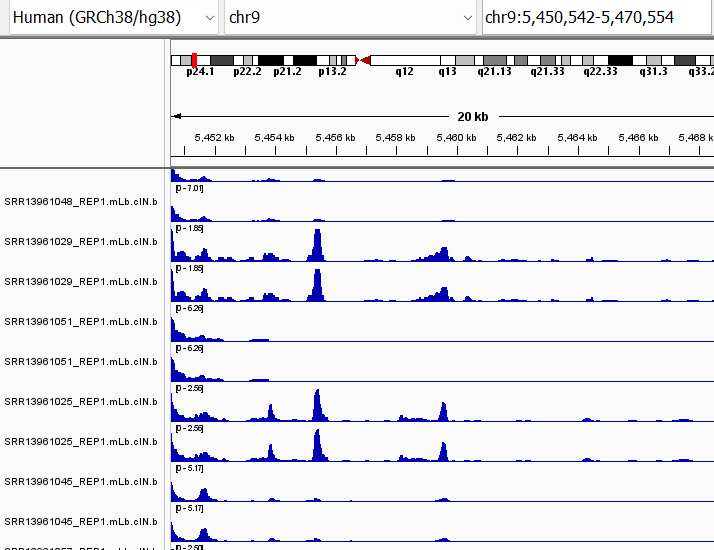 Human (GRCh38/hg38) chr9 chr9:5,450,542-5,470,554
p24.1 p22.2 p21.2 p13.2 q12 q13 q21.13 q21.33 q22.33 q31.3 q33.2
20 kb
5,452 kb 5,454 kb 5,456 kb 5,458 kb 5,460 kb 5,462 kb 5,464 kb 5,466 kb 5,468
[0 - 7.01]
SRR13961048_REP1.mLb.clN.b
[0 - 1.85]
SRR13961029_REP1.mLb.clN.b
[0 - 1.85]
SRR13961029_REP1.mLb.clN.b
[0 - 6.26]
SRR13961051_REP1.mLb.clN.b
[0 - 6.26]
SRR13961051_REP1.mLb.clN.b
[0 - 2.56]
SRR13961025_REP1.mLb.clN.b
[0 - 2.56]
SRR13961025_REP1.mLb.clN.b
[0 - 5.17]
SRR13961045_REP1.mLb.clN.b
[0 - 5.17]
SRR13961045_REP1.mLb.clN.b
[0 - 2.50]